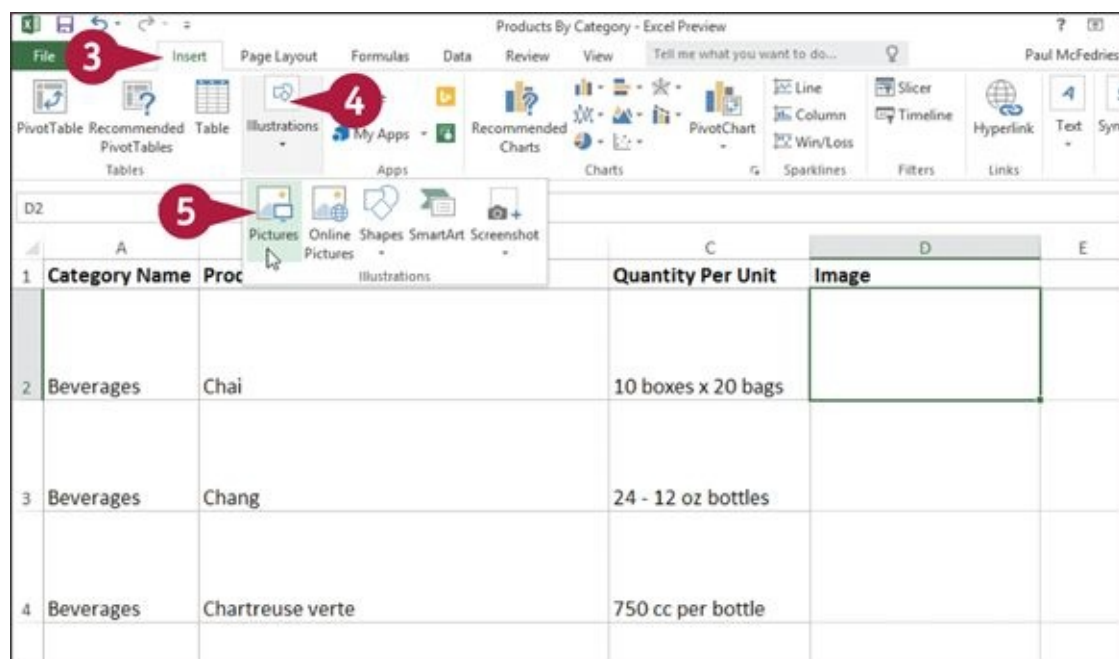 Products By Category - Excel Preview ?
File 3 Insert Page Layout Formulas Data Review View Tell me what you want to do... Paul McFedries
PivotTable Recommended PivotTables Table Illustrations 4 My Apps Recommended Charts PivotChart Line Column Win/Loss Slicer Timeline Hyperlink Text
Tables Apps Charts Sparklines Filters Links
D2 5
Pictures Online Pictures Shapes SmartArt Screenshot
Illustrations
A C D E
1 Category Name Quantity Per Unit Image
2 Beverages Chai 10 boxes x 20 bags
3 Beverages Chang 24 - 12 oz bottles
4 Beverages Chartreuse verte 750 cc per bottle